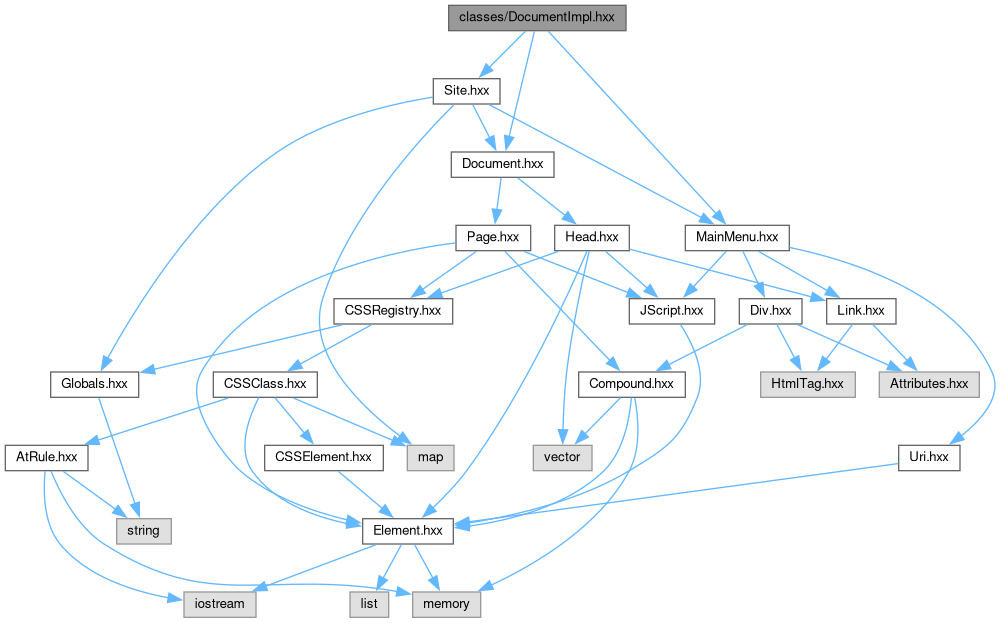 classes/DocumentImpl.hxx
Site.hxx
Document.hxx
Page.hxx
Head.hxx
MainMenu.hxx
CSSRegistry.hxx
JScript.hxx
Div.hxx
Link.hxx
Globals.hxx
CSSClass.hxx
Compound.hxx
HtmlTag.hxx
Attributes.hxx
AtRule.hxx
CSSElement.hxx
map
vector
Uri.hxx
string
Element.hxx
iostream
list
memory